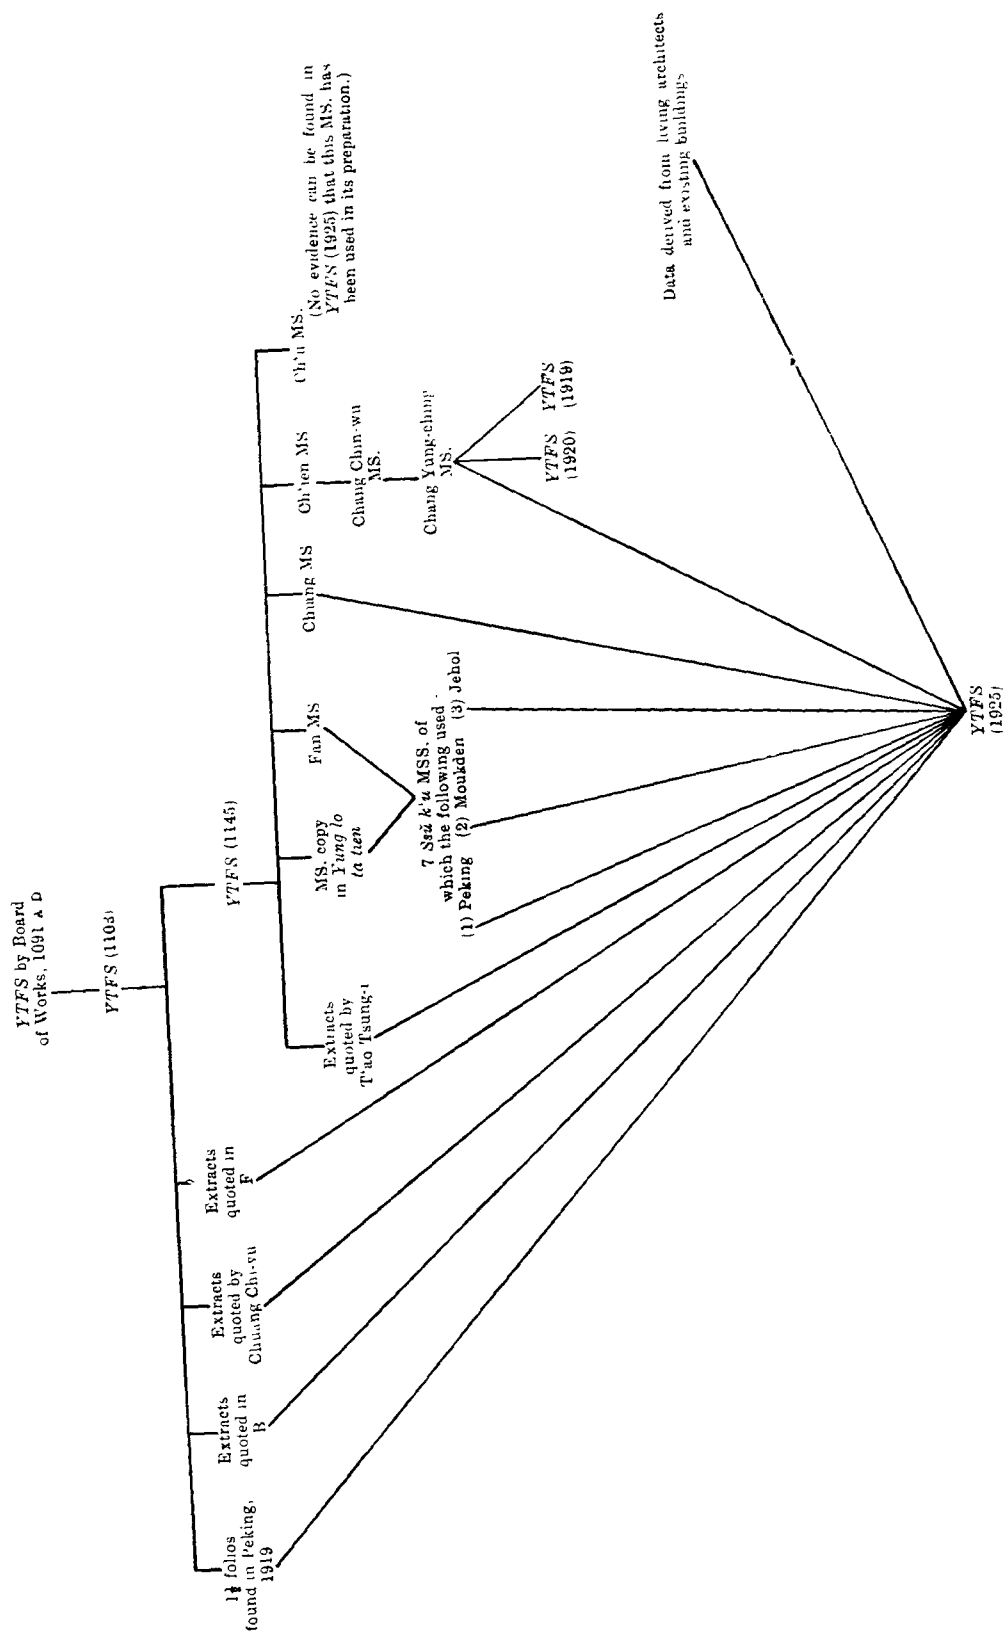 YTFS by Board
of Works, 1091 A D
YTFS (1103)
1½ folios
found in Peking,
1919
Extracts
quoted in
B
Extracts
quoted by
Chuang Chi-yu
Extracts
quoted in
F
YTFS (1145)
Extracts
quoted by
T'ao Tsung-i
MS. copy
in Yung lo
ta tien
Fan MS
Chuang MS
Ch'ien MS
Ch'u MS.
(No evidence can be found in
YTFS (1925) that this MS. has
been used in its preparation.)
Chang Chin-wu
MS.
Chang Yung-ching
MS.
7 Ssŭ k'u MSS. of
which the following used
(1) Peking (2) Moukden (3) Jehol
YTFS
(1920)
YTFS
(1919)
Data derived from living architects
and existing buildings
YTFS
(1925)